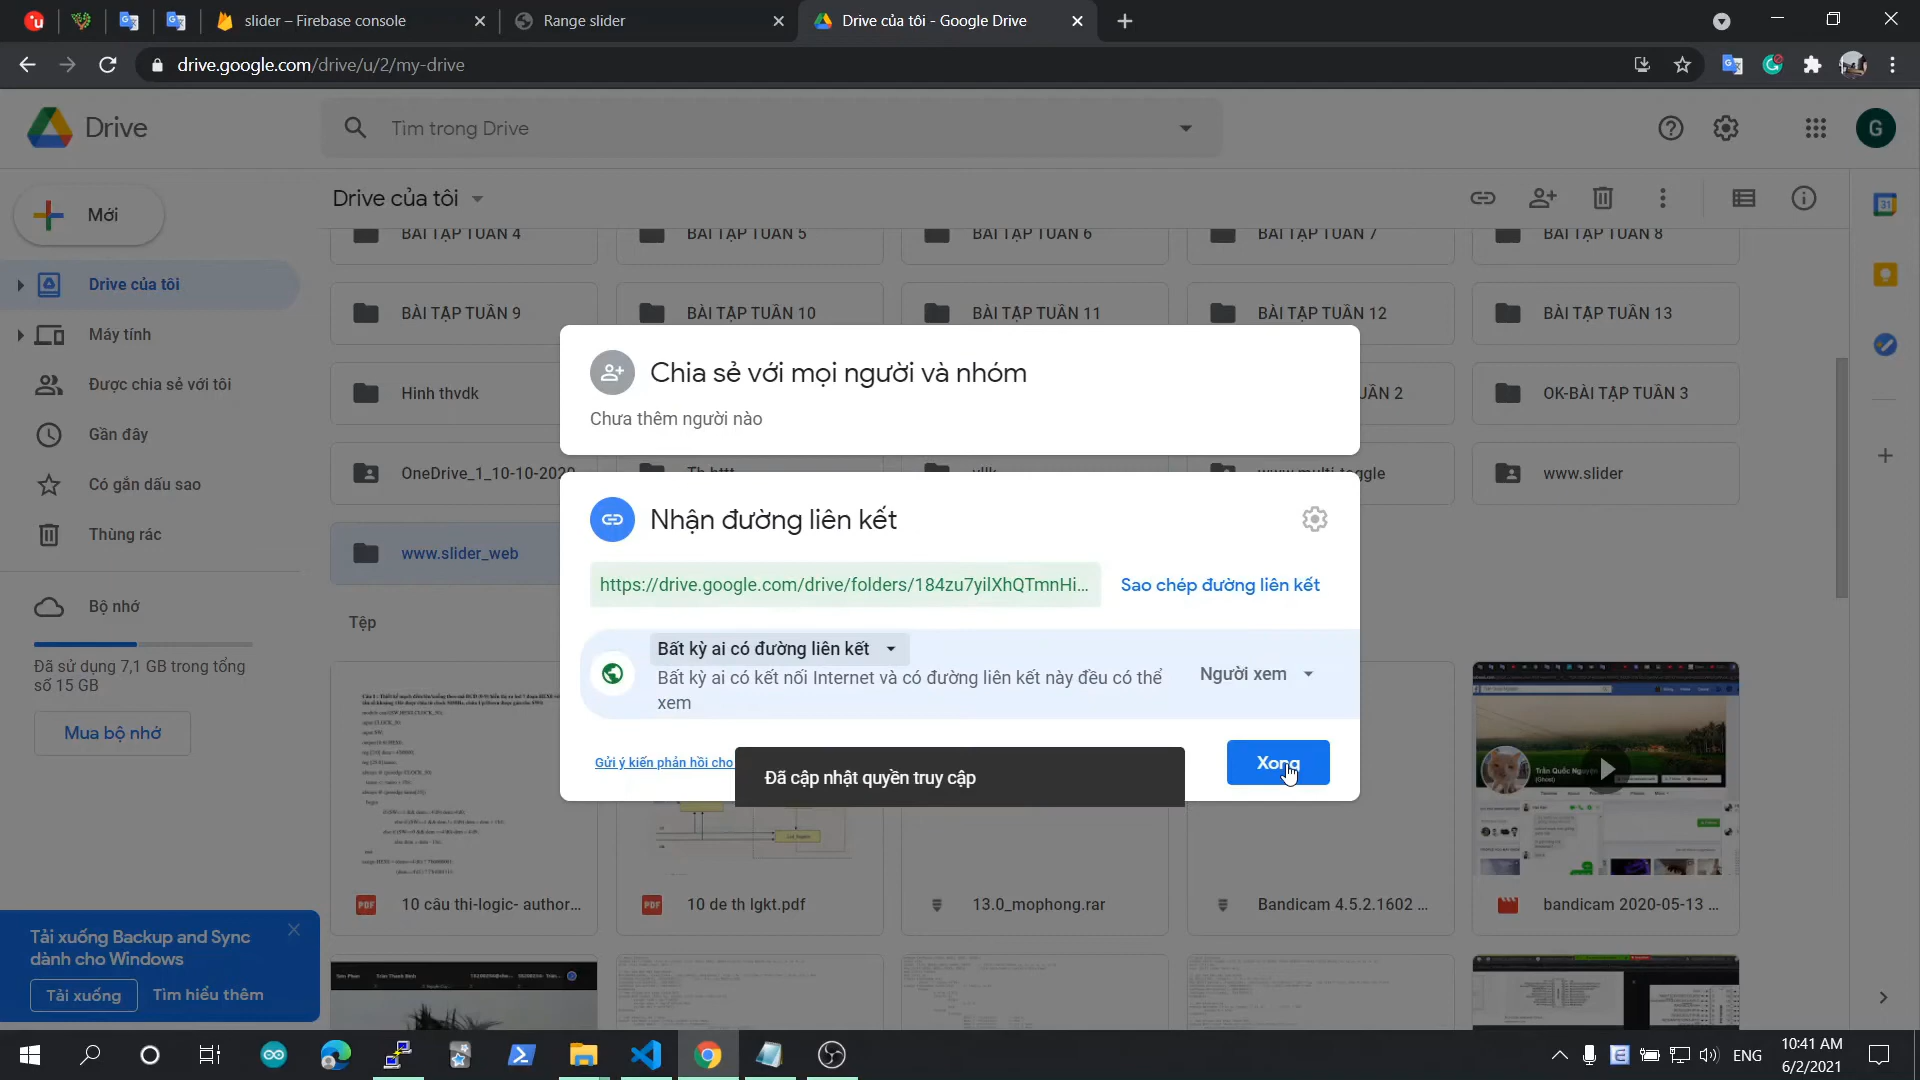 slider – Firebase console
Range slider
Drive của tôi - Google Drive
drive.google.com/drive/u/2/my-drive
Drive
Tìm trong Drive
G
Mới
Drive của tôi
Drive của tôi
Máy tính
Được chia sẻ với tôi
Gần đây
Có gắn dấu sao
Thùng rác
Bộ nhớ
Đã sử dụng 7,1 GB trong tổng
số 15 GB
Mua bộ nhớ
BÀI TẬP TUẦN 4
BÀI TẬP TUẦN 5
BÀI TẬP TUẦN 6
BÀI TẬP TUẦN 7
BÀI TẬP TUẦN 8
BÀI TẬP TUẦN 9
BÀI TẬP TUẦN 10
BÀI TẬP TUẦN 11
BÀI TẬP TUẦN 12
BÀI TẬP TUẦN 13
Hinh thvdk
OK-BÀI TẬP TUẦN 3
OneDrive_1_10-10-2020
www.slider
www.slider_web
Tệp
Chia sẻ với mọi người và nhóm
Chưa thêm người nào
Nhận đường liên kết
https://drive.google.com/drive/folders/184zu7yilXhQTmnHi...
Sao chép đường liên kết
Bất kỳ ai có đường liên kết
Bất kỳ ai có kết nối Internet và có đường liên kết này đều có thể
xem
Người xem
Gửi ý kiến phản hồi cho
Đã cập nhật quyền truy cập
Xong
10 câu thi-logic- author...
10 de th lgkt.pdf
13.0_mophong.rar
Bandicam 4.5.2.1602 ...
bandicam 2020-05-13 ...
Tải xuống Backup and Sync
dành cho Windows
Tải xuống
Tìm hiểu thêm
ENG
10:41 AM
6/2/2021